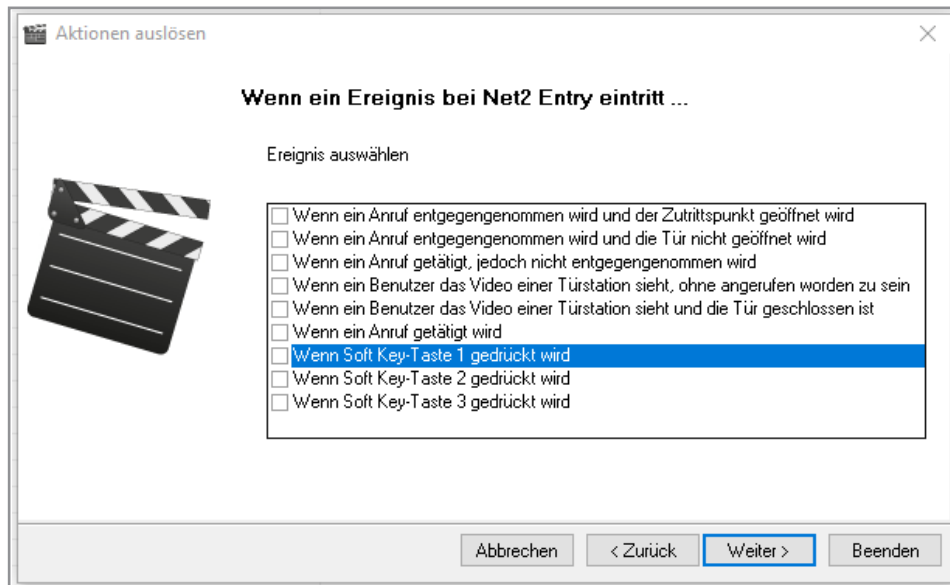 Aktionen auslösen
Wenn ein Ereignis bei Net2 Entry eintritt ...
Ereignis auswählen
Wenn ein Anruf entgegengenommen wird und der Zutrittspunkt geöffnet wird
Wenn ein Anruf entgegengenommen wird und die Tür nicht geöffnet wird
Wenn ein Anruf getätigt, jedoch nicht entgegengenommen wird
Wenn ein Benutzer das Video einer Türstation sieht, ohne angerufen worden zu sein
Wenn ein Benutzer das Video einer Türstation sieht und die Tür geschlossen ist
Wenn ein Anruf getätigt wird
Wenn Soft Key-Taste 1 gedrückt wird
Wenn Soft Key-Taste 2 gedrückt wird
Wenn Soft Key-Taste 3 gedrückt wird
Abbrechen < Zurück Weiter > Beenden